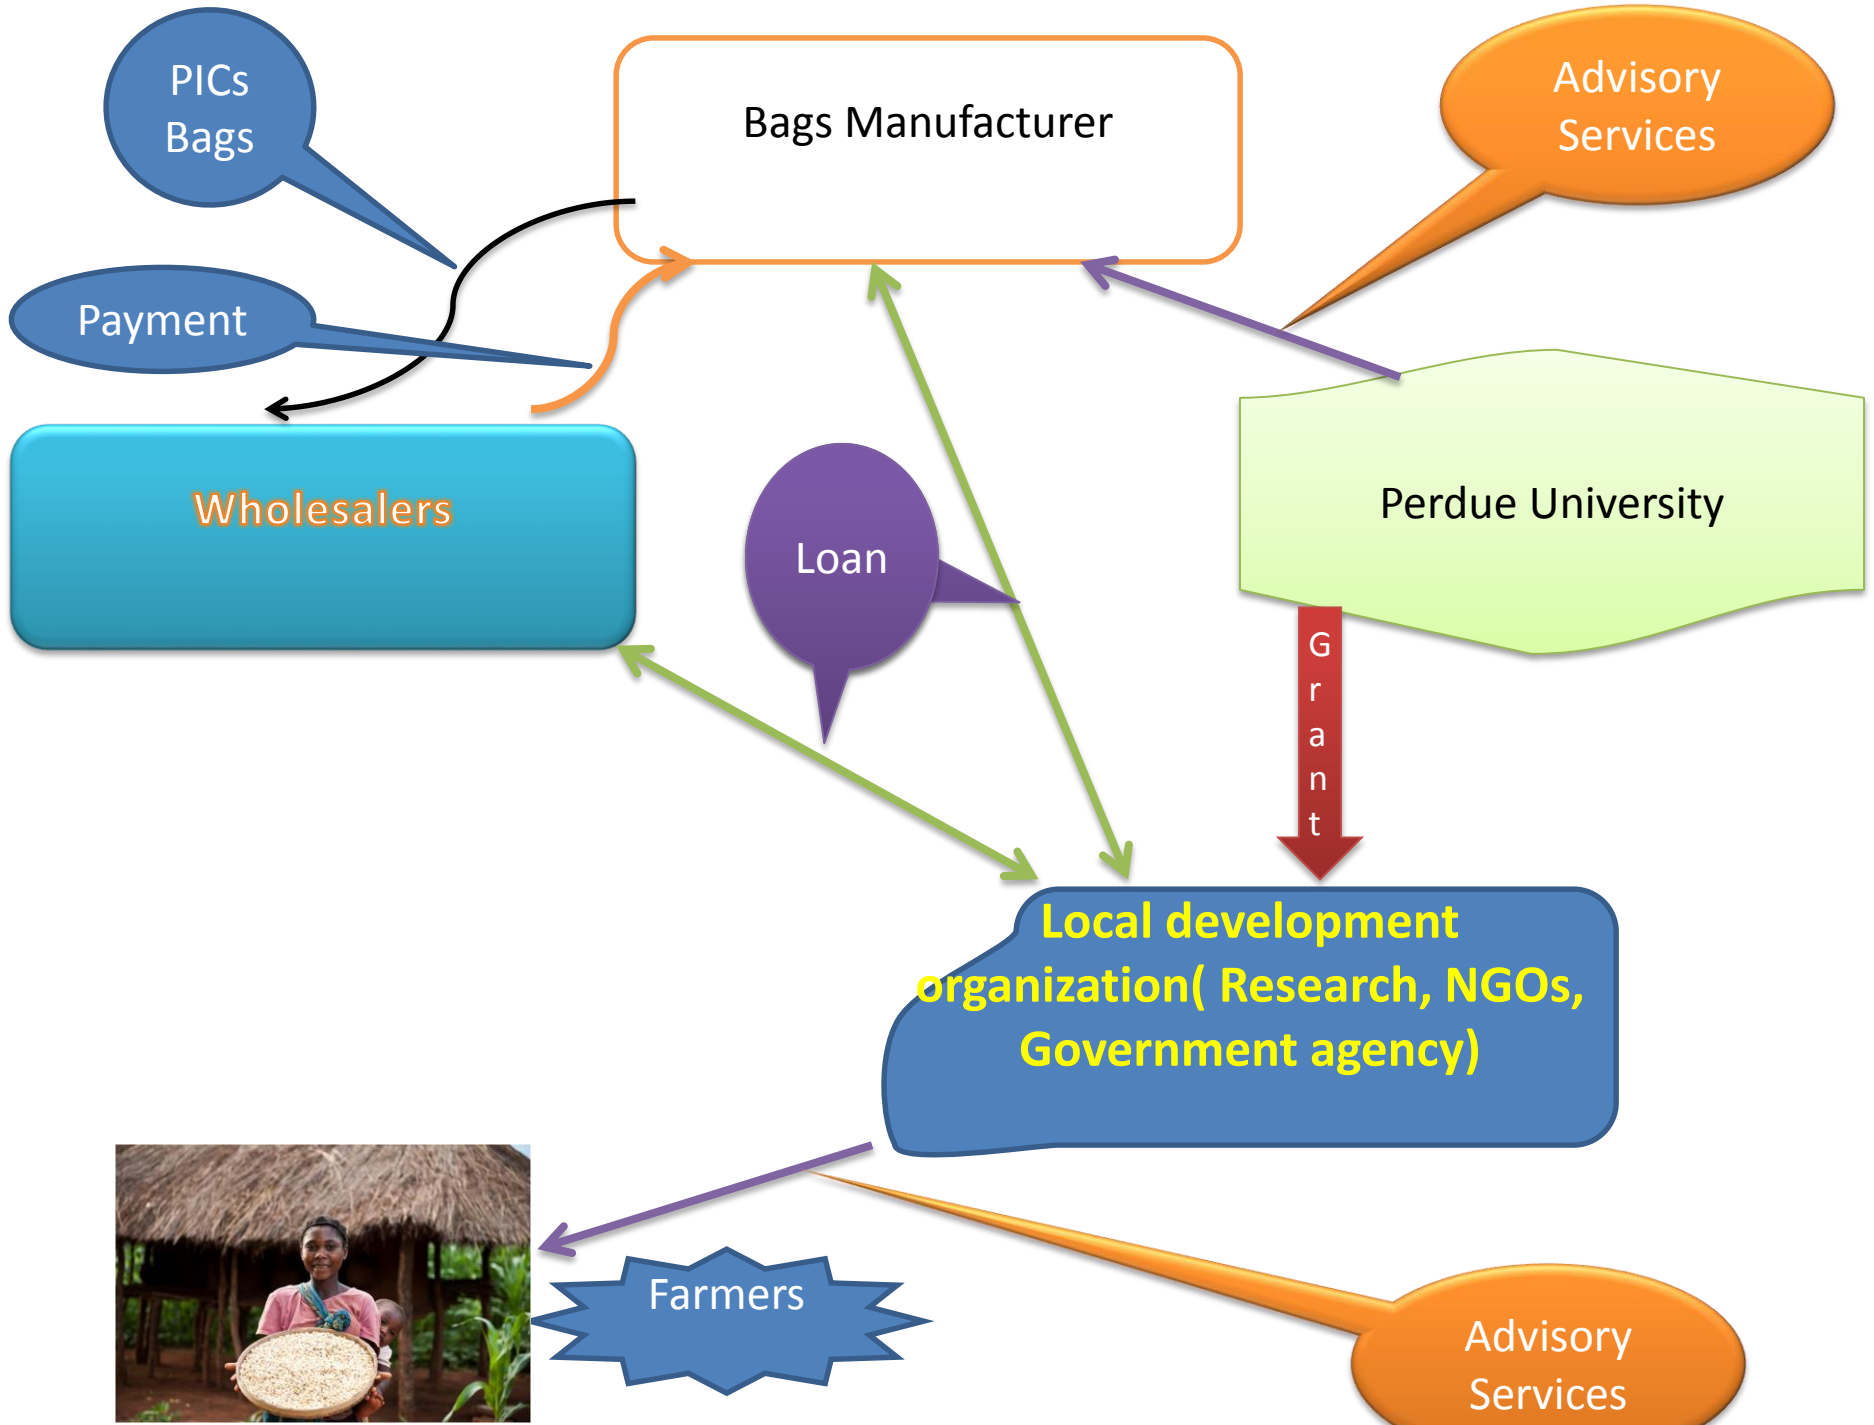 PICs
Bags
Bags Manufacturer
Advisory
Services
Payment
Wholesalers
Loan
Perdue University
G
r
a
n
t
Local development
organization( Research, NGOs,
Government agency)
Farmers
Advisory
Services